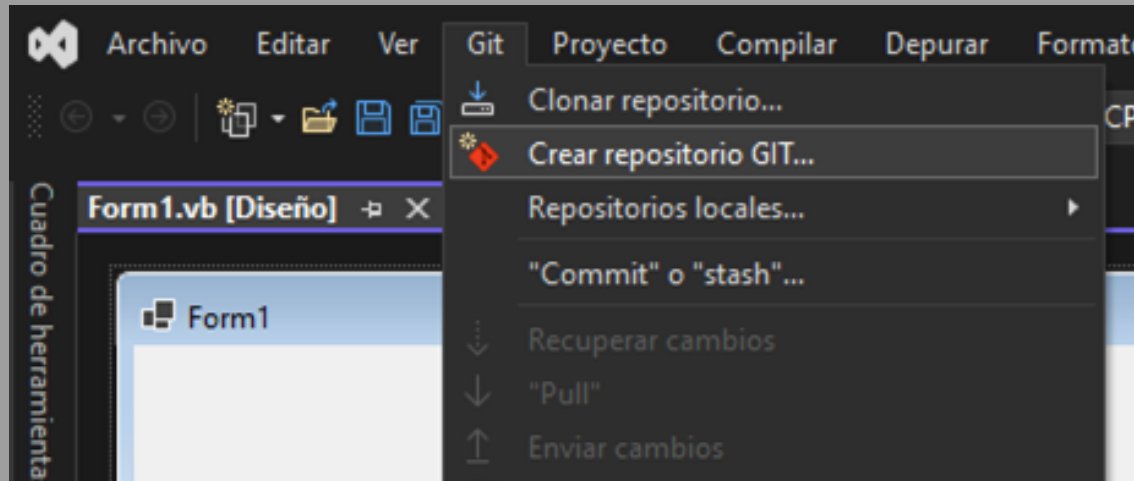 Archivo Editar Ver Git Proyecto Compilar Depurar Formato
Clonar repositorio...
CP
Crear repositorio GIT...
Form1.vb [Diseño]
Repositorios locales...
"Commit" o "stash"...
Form1
Recuperar cambios
"Pull"
Enviar cambios
Cuadro de herramienta